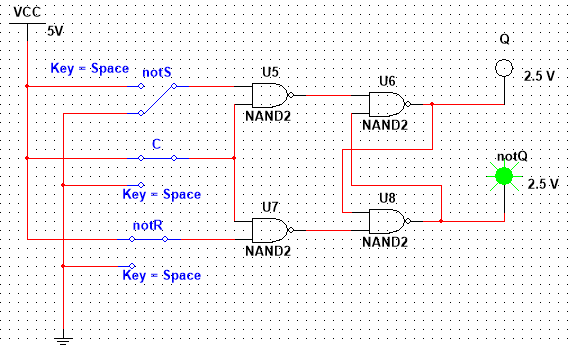 VCC
5V
Q
Key = Space
notS
U5
U6
2.5 V
NAND2
NAND2
C
notQ
2.5 V
Key = Space
U7
U8
notR
NAND2
NAND2
Key = Space